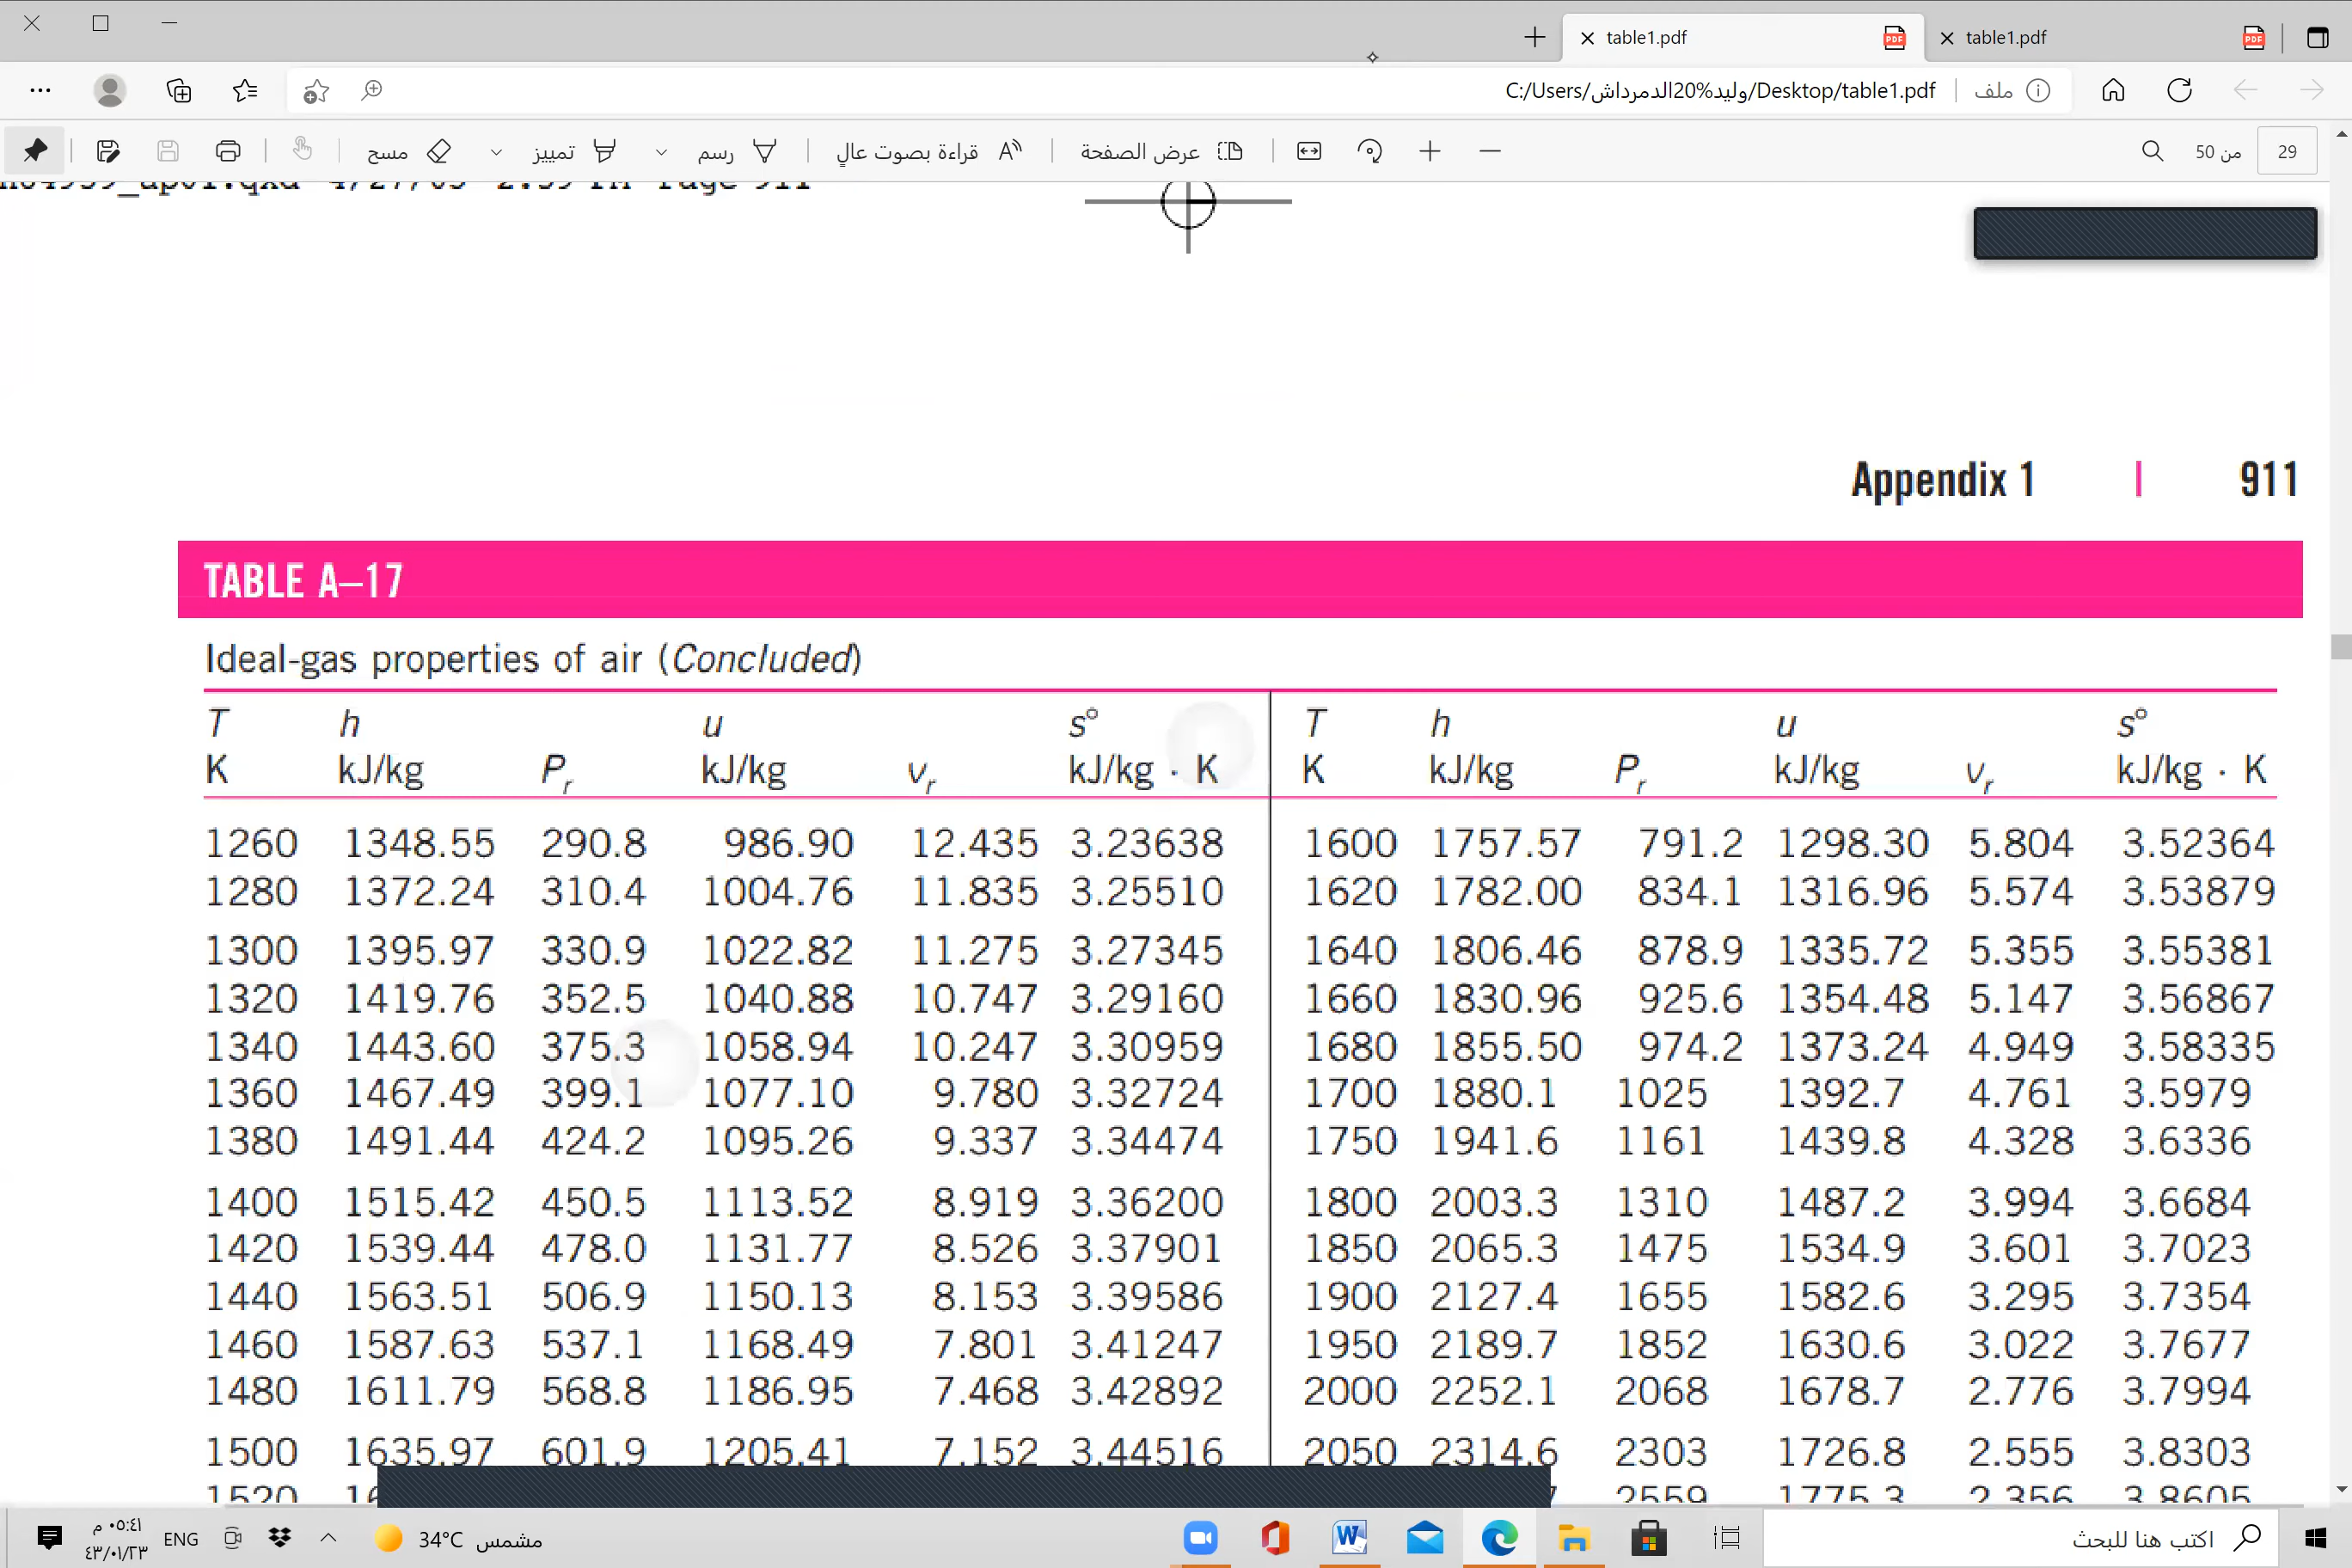 table1.pdf
table1.pdf
C:/Users/وليد%20الدمرداش/Desktop/table1.pdf
ملف
مسح
تمييز
رسم
قراءة بصوت عالٍ
عرض الصفحة
من 50
29
Appendix 1 | 911
TABLE A–17
Ideal-gas properties of air (Concluded)
T h u s° T h u s°
K kJ/kg Pr kJ/kg vr kJ/kg · K K kJ/kg Pr kJ/kg vr kJ/kg · K
1260 1348.55 290.8 986.90 12.435 3.23638 1600 1757.57 791.2 1298.30 5.804 3.52364
1280 1372.24 310.4 1004.76 11.835 3.25510 1620 1782.00 834.1 1316.96 5.574 3.53879
1300 1395.97 330.9 1022.82 11.275 3.27345 1640 1806.46 878.9 1335.72 5.355 3.55381
1320 1419.76 352.5 1040.88 10.747 3.29160 1660 1830.96 925.6 1354.48 5.147 3.56867
1340 1443.60 375.3 1058.94 10.247 3.30959 1680 1855.50 974.2 1373.24 4.949 3.58335
1360 1467.49 399.1 1077.10 9.780 3.32724 1700 1880.1 1025 1392.7 4.761 3.5979
1380 1491.44 424.2 1095.26 9.337 3.34474 1750 1941.6 1161 1439.8 4.328 3.6336
1400 1515.42 450.5 1113.52 8.919 3.36200 1800 2003.3 1310 1487.2 3.994 3.6684
1420 1539.44 478.0 1131.77 8.526 3.37901 1850 2065.3 1475 1534.9 3.601 3.7023
1440 1563.51 506.9 1150.13 8.153 3.39586 1900 2127.4 1655 1582.6 3.295 3.7354
1460 1587.63 537.1 1168.49 7.801 3.41247 1950 2189.7 1852 1630.6 3.022 3.7677
1480 1611.79 568.8 1186.95 7.468 3.42892 2000 2252.1 2068 1678.7 2.776 3.7994
1500 1635.97 601.9 1205.41 7.152 3.44516 2050 2314.6 2303 1726.8 2.555 3.8303
1520 2559 1775.3 2.356 3.8605
٠٥:٤١ م
٤٣/٠١/٢٣
ENG
34°C مشمس
اكتب هنا للبحث